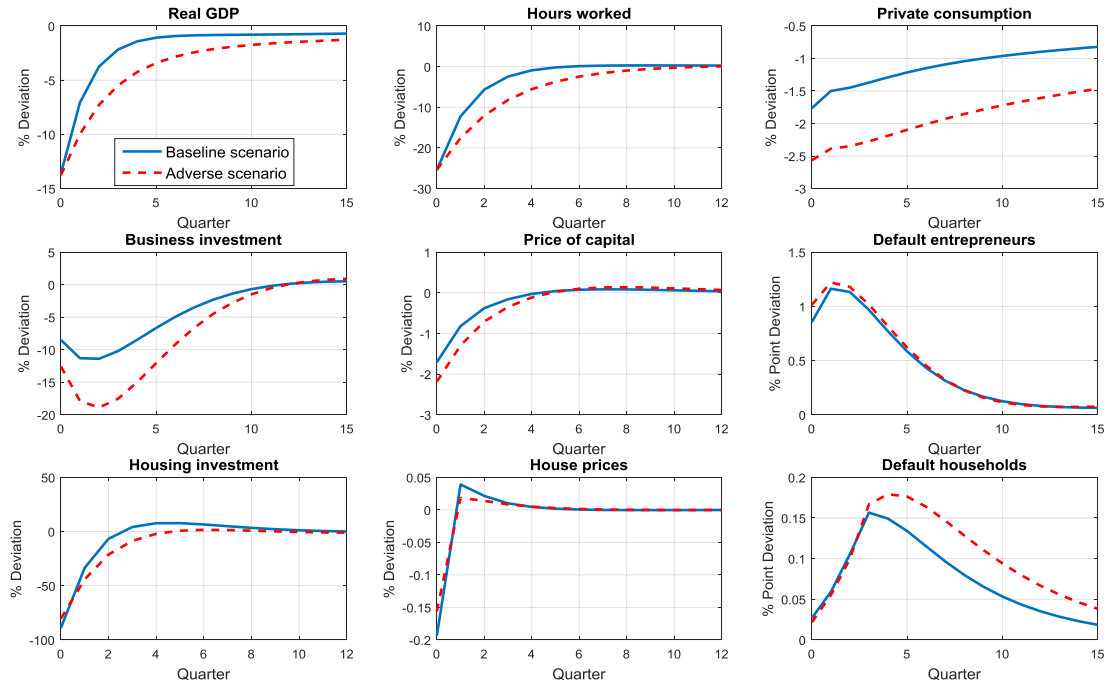 Real GDP
% Deviation
0
-5
-10
-15
0 5 10 15
Quarter
Baseline scenario
Adverse scenario
Hours worked
% Deviation
10
0
-10
-20
-30
0 2 4 6 8 10 12
Quarter
Private consumption
% Deviation
-0.5
-1
-1.5
-2
-2.5
-3
0 5 10 15
Quarter
Business investment
% Deviation
5
0
-5
-10
-15
-20
0 5 10 15
Quarter
Price of capital
% Deviation
1
0
-1
-2
-3
0 2 4 6 8 10 12
Quarter
Default entrepreneurs
% Point Deviation
1.5
1
0.5
0
0 5 10 15
Quarter
Housing investment
% Deviation
50
0
-50
-100
0 2 4 6 8 10 12
Quarter
House prices
% Deviation
0.05
0
-0.05
-0.1
-0.15
-0.2
0 2 4 6 8 10 12
Quarter
Default households
% Point Deviation
0.2
0.15
0.1
0.05
0
0 5 10 15
Quarter